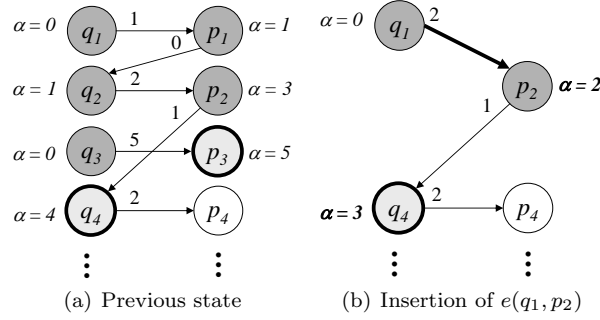 α=0 q1 1 p1 α=1
0
α=1 q2 2 p2 α=3
1
α=0 q3 5 p3 α=5
α=4 q4 2 p4
(a) Previous state
α=0 q1 2
p2 α=2
1
α=3 q4 2 p4
(b) Insertion of e(q1, p2)